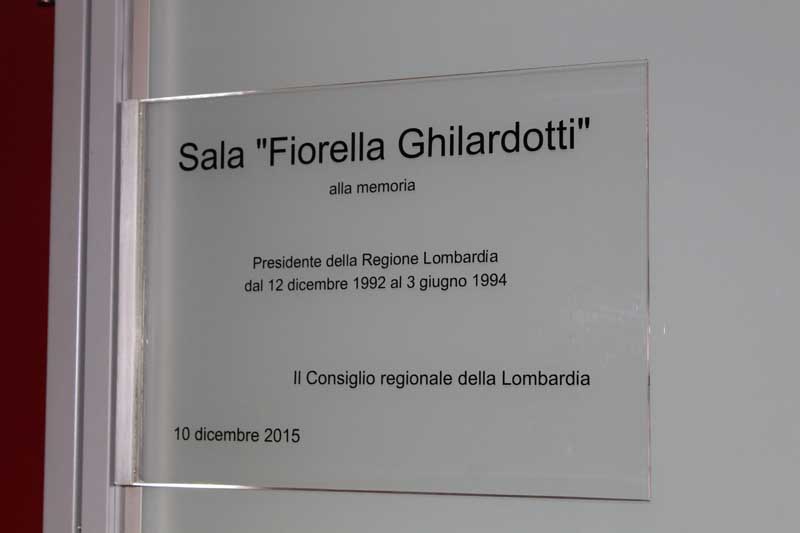 Sala "Fiorella Ghilardotti"
alla memoria
Presidente della Regione Lombardia
dal 12 dicembre 1992 al 3 giugno 1994
Il Consiglio regionale della Lombardia
10 dicembre 2015